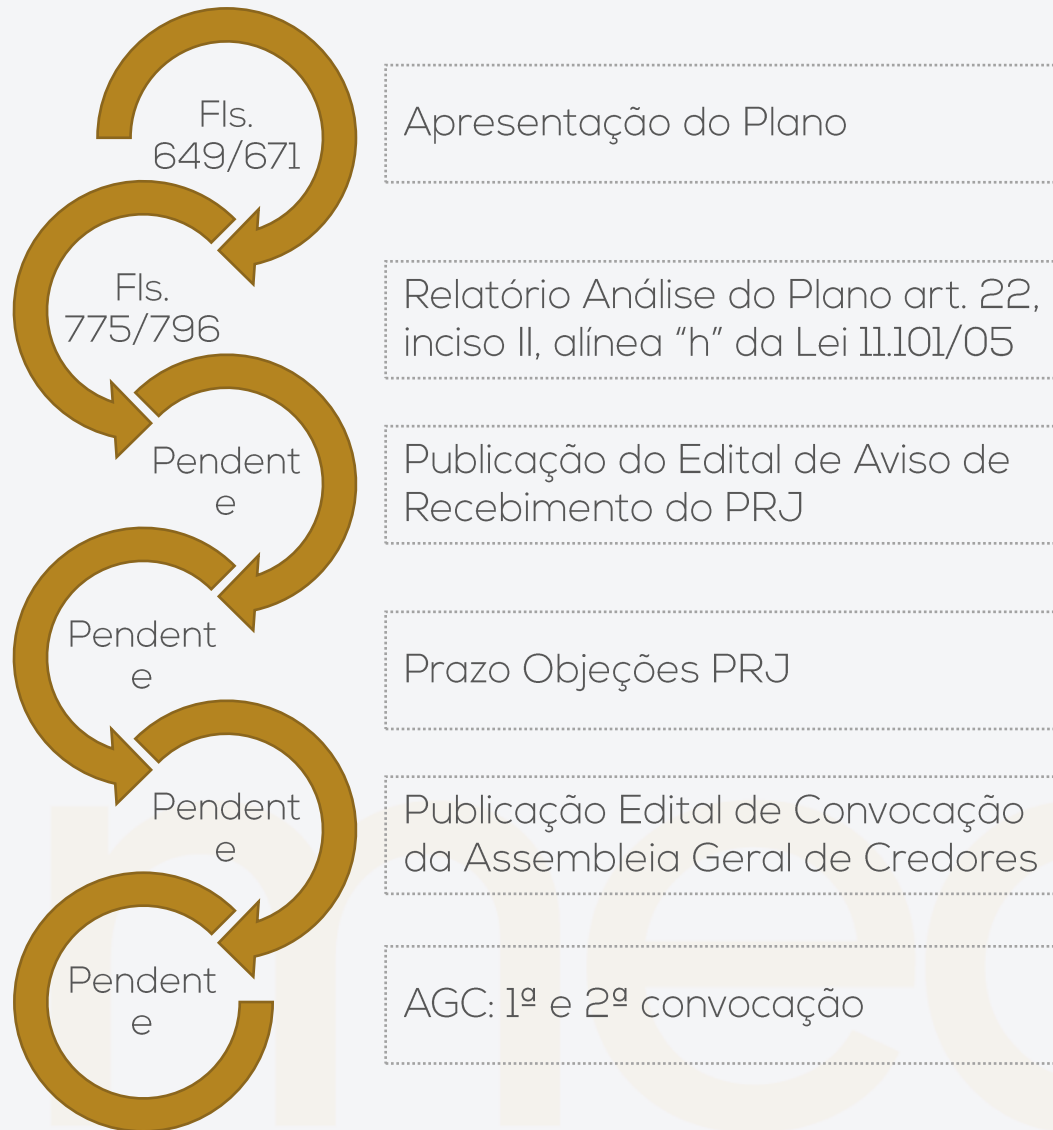 Fls.
649/671
Apresentação do Plano
Fls.
775/796
Relatório Análise do Plano art. 22,
inciso II, alínea “h” da Lei 11.101/05
Pendent
e
Publicação do Edital de Aviso de
Recebimento do PRJ
Pendent
e
Prazo Objeções PRJ
Pendent
e
Publicação Edital de Convocação
da Assembleia Geral de Credores
Pendent
e
AGC: 1ª e 2ª convocação